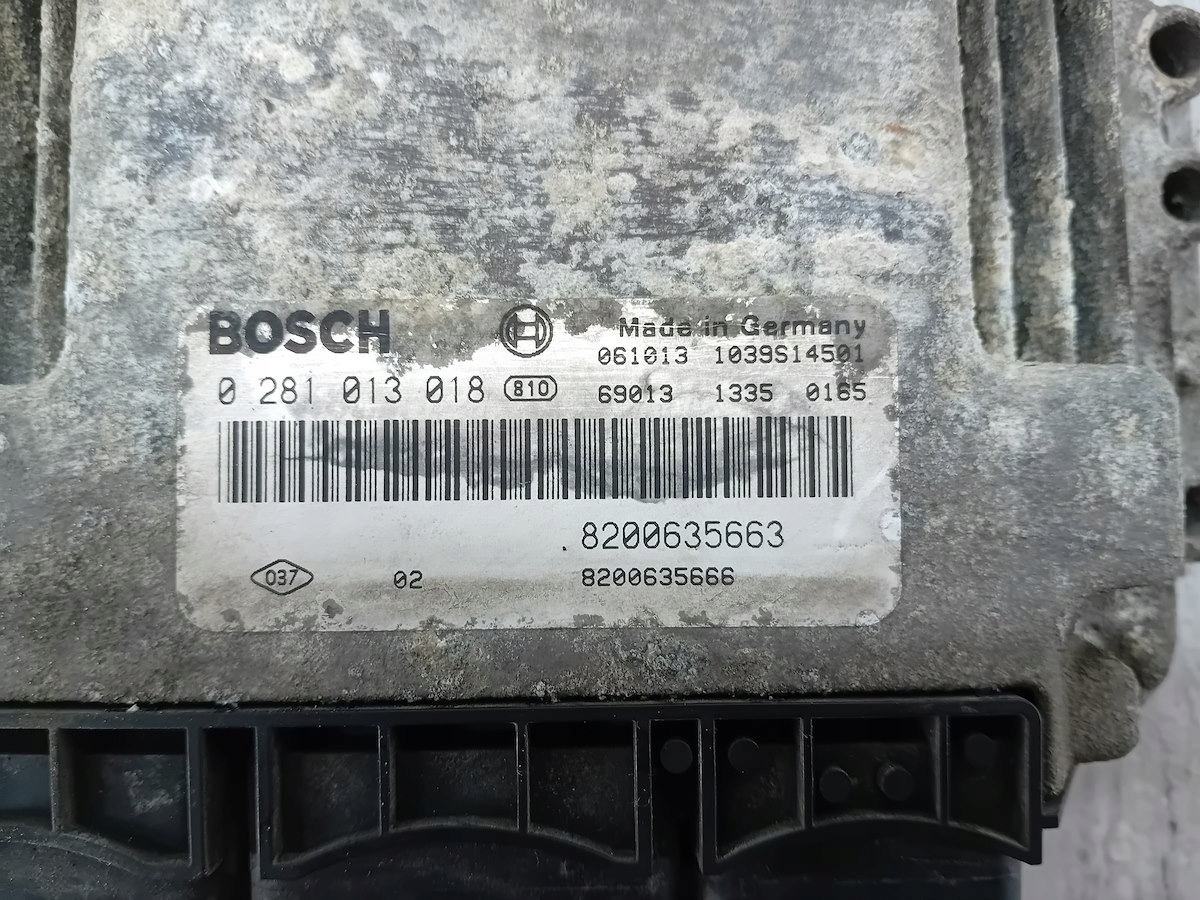 BOSCH
Made in Germany
061013 1039S14501
0 281 013 018 810
69013 1335 0165
8200635663
037 02 8200635666